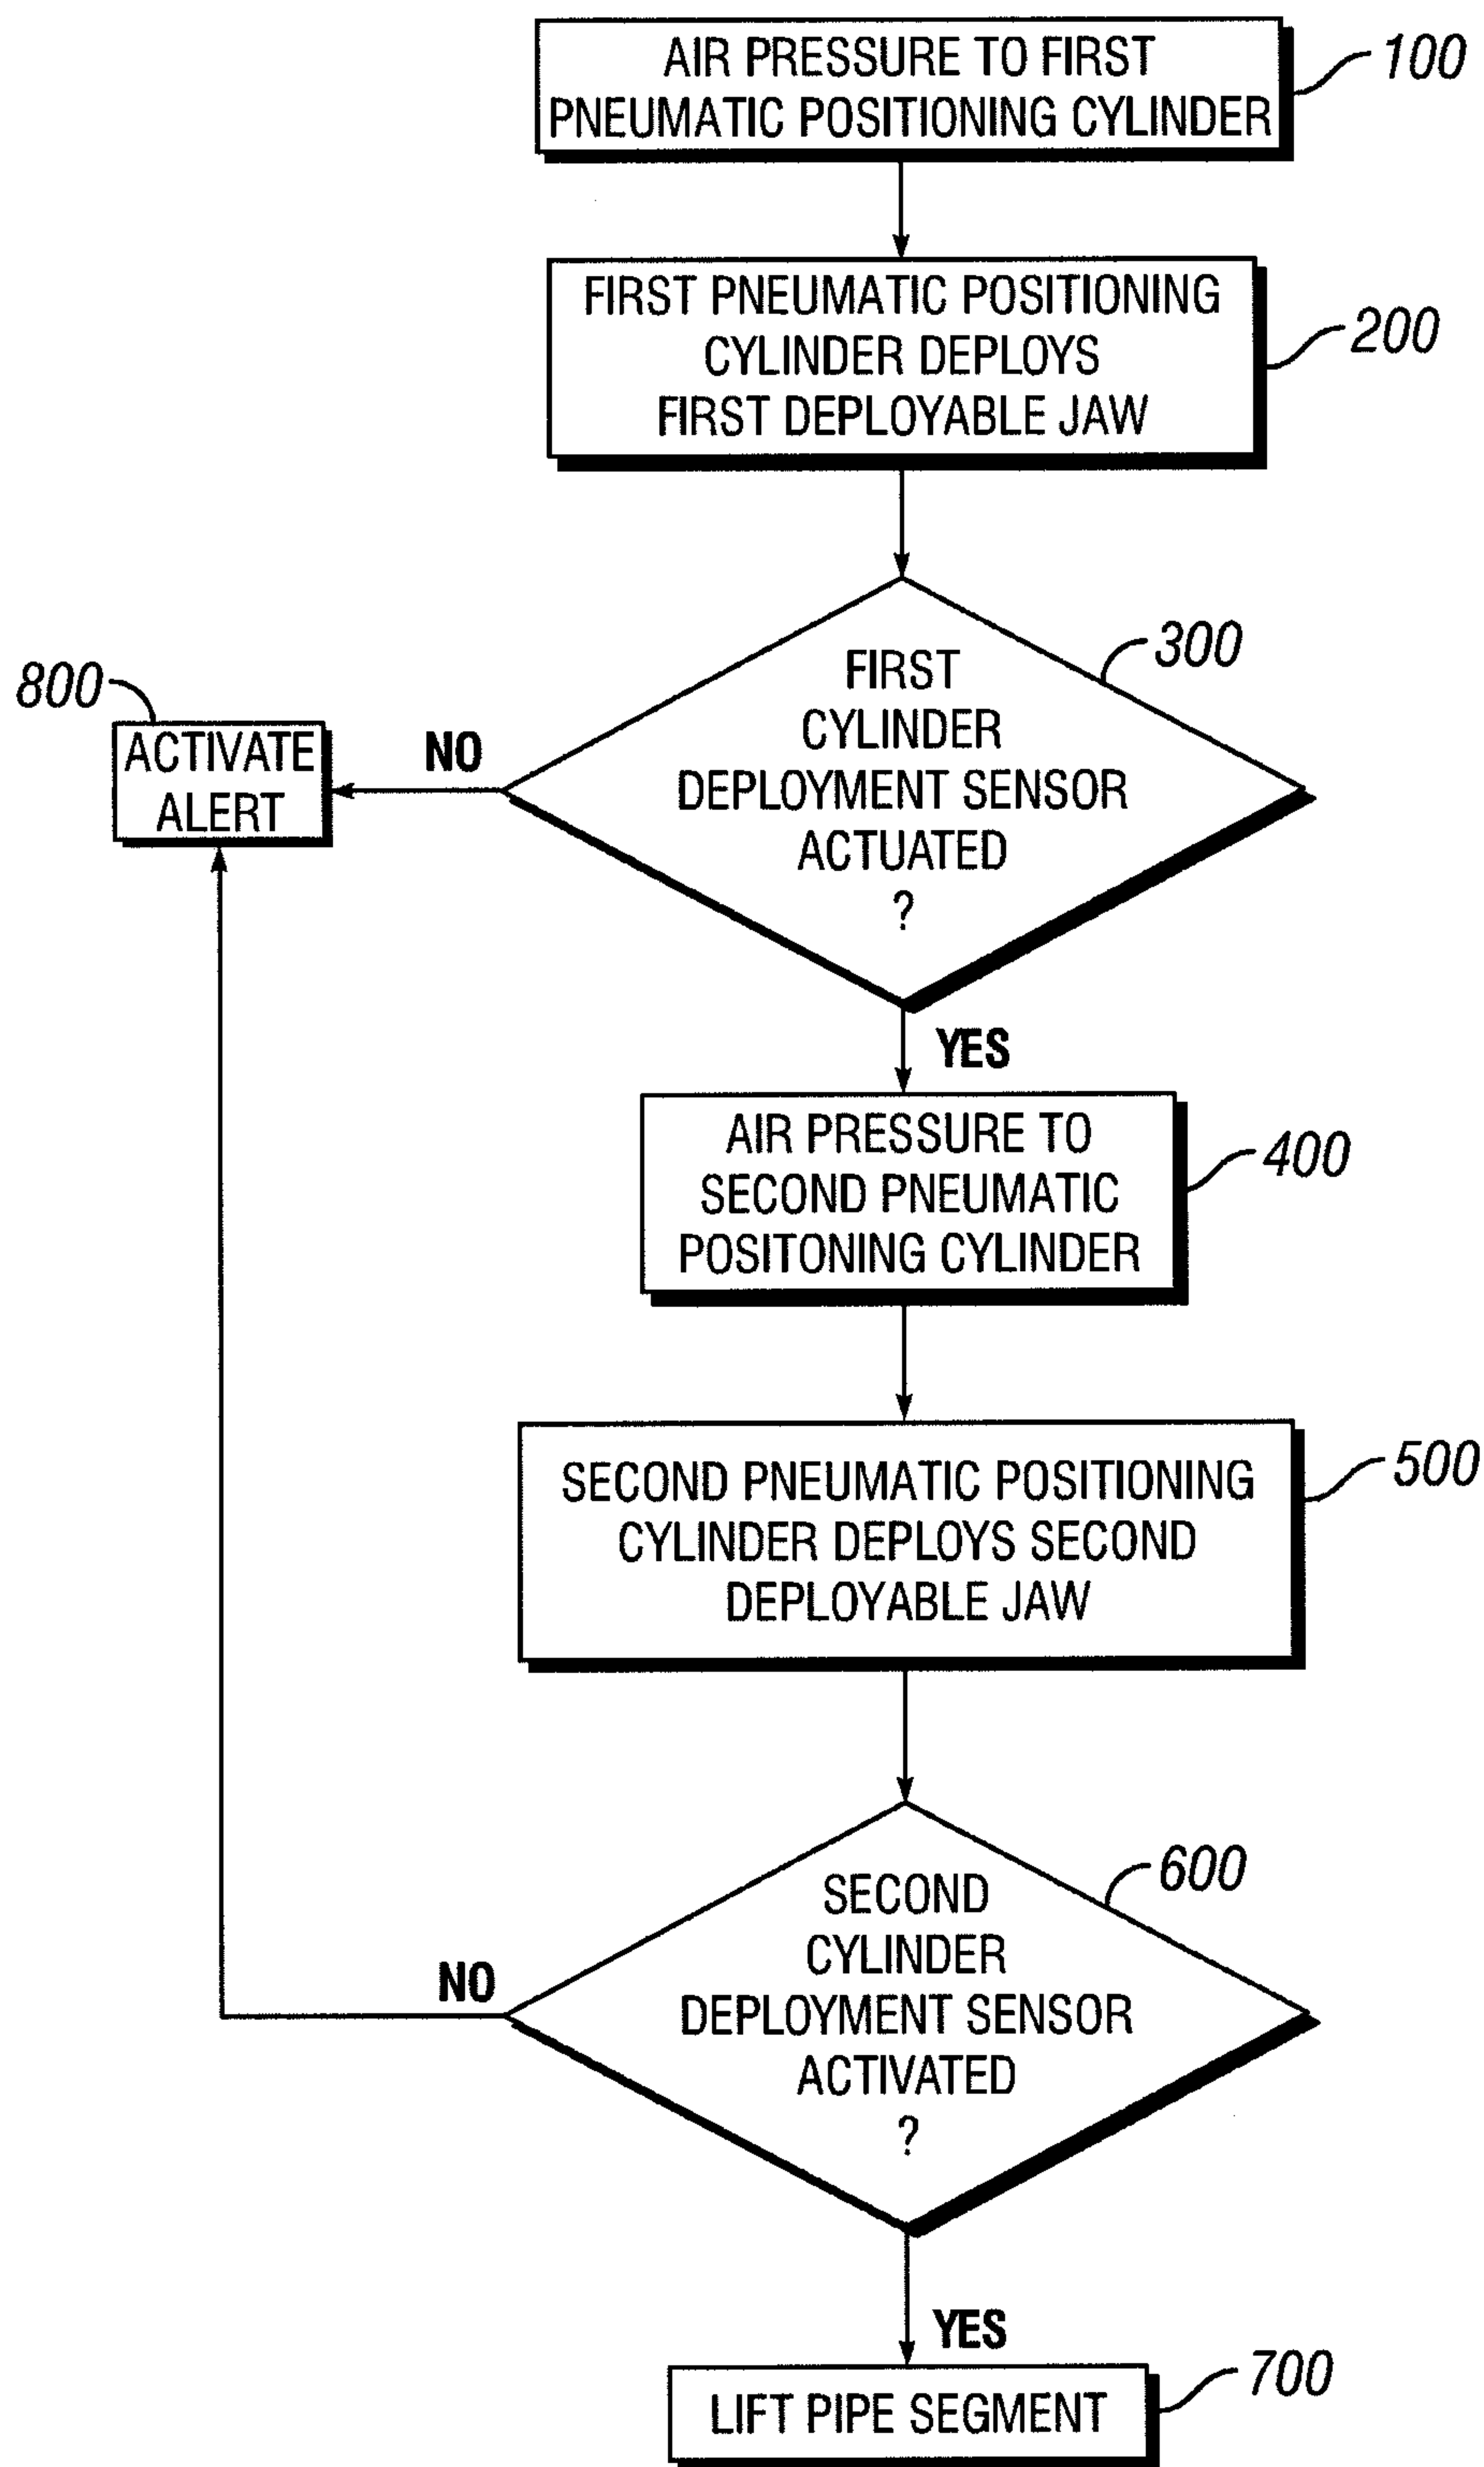 AIR PRESSURE TO FIRST
PNEUMATIC POSITIONING CYLINDER
100
FIRST PNEUMATIC POSITIONING
CYLINDER DEPLOYS
FIRST DEPLOYABLE JAW
200
FIRST
CYLINDER
DEPLOYMENT SENSOR
ACTUATED
?
300
NO
800
ACTIVATE
ALERT
YES
AIR PRESSURE TO
SECOND PNEUMATIC
POSITONING CYLINDER
400
SECOND PNEUMATIC POSITIONING
CYLINDER DEPLOYS SECOND
DEPLOYABLE JAW
500
SECOND
CYLINDER
DEPLOYMENT SENSOR
ACTIVATED
?
600
NO
YES
LIFT PIPE SEGMENT
700